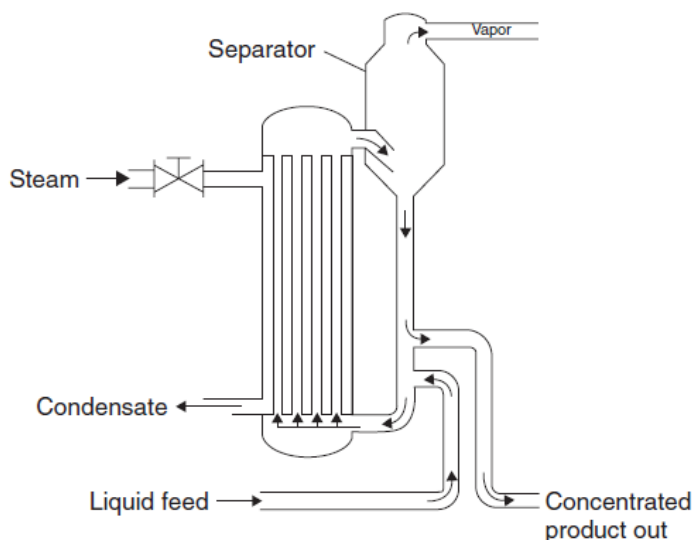 Vapor
Separator
Steam
Condensate
Liquid feed
Concentrated
product out